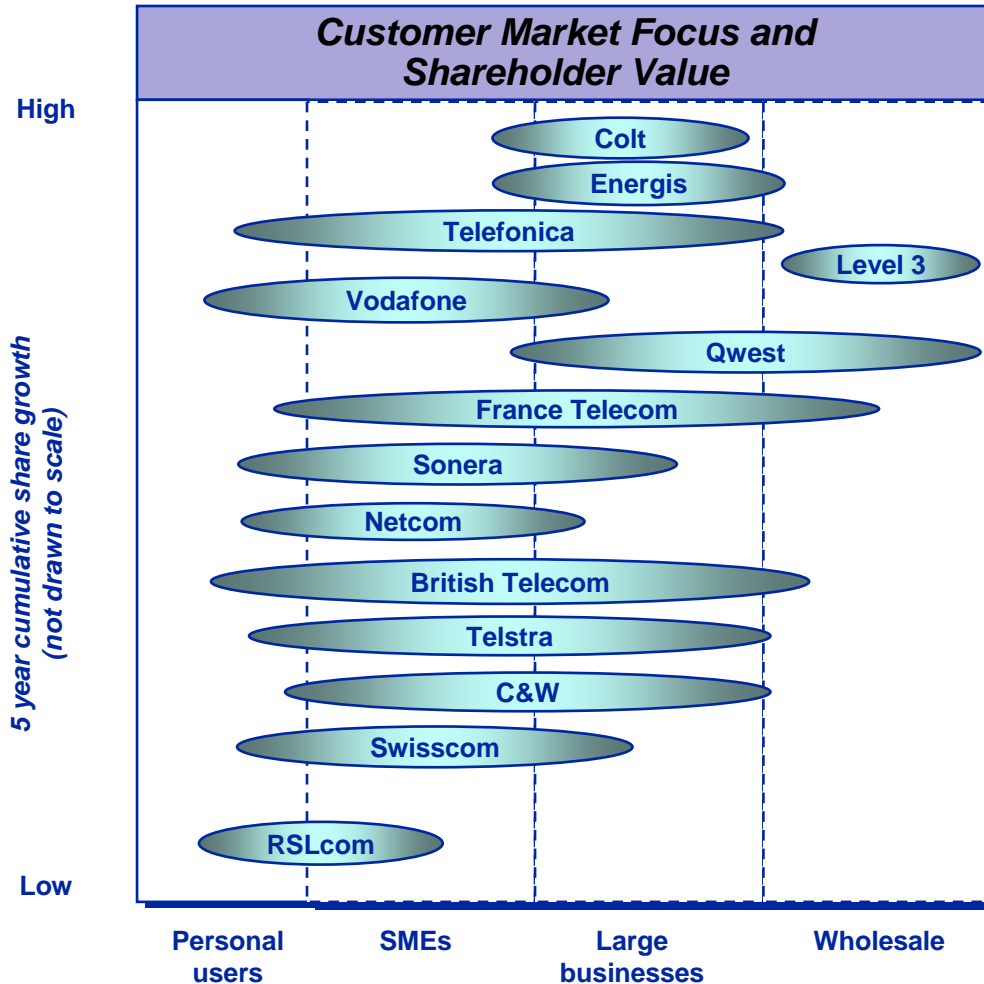 Customer Market Focus and
Shareholder Value
High
Colt
Energis
Telefonica
Level 3
Vodafone
Qwest
France Telecom
Sonera
Netcom
British Telecom
Telstra
C&W
Swisscom
RSLcom
Low
5 year cumulative share growth
(not drawn to scale)
Personal
users
SMEs
Large
businesses
Wholesale